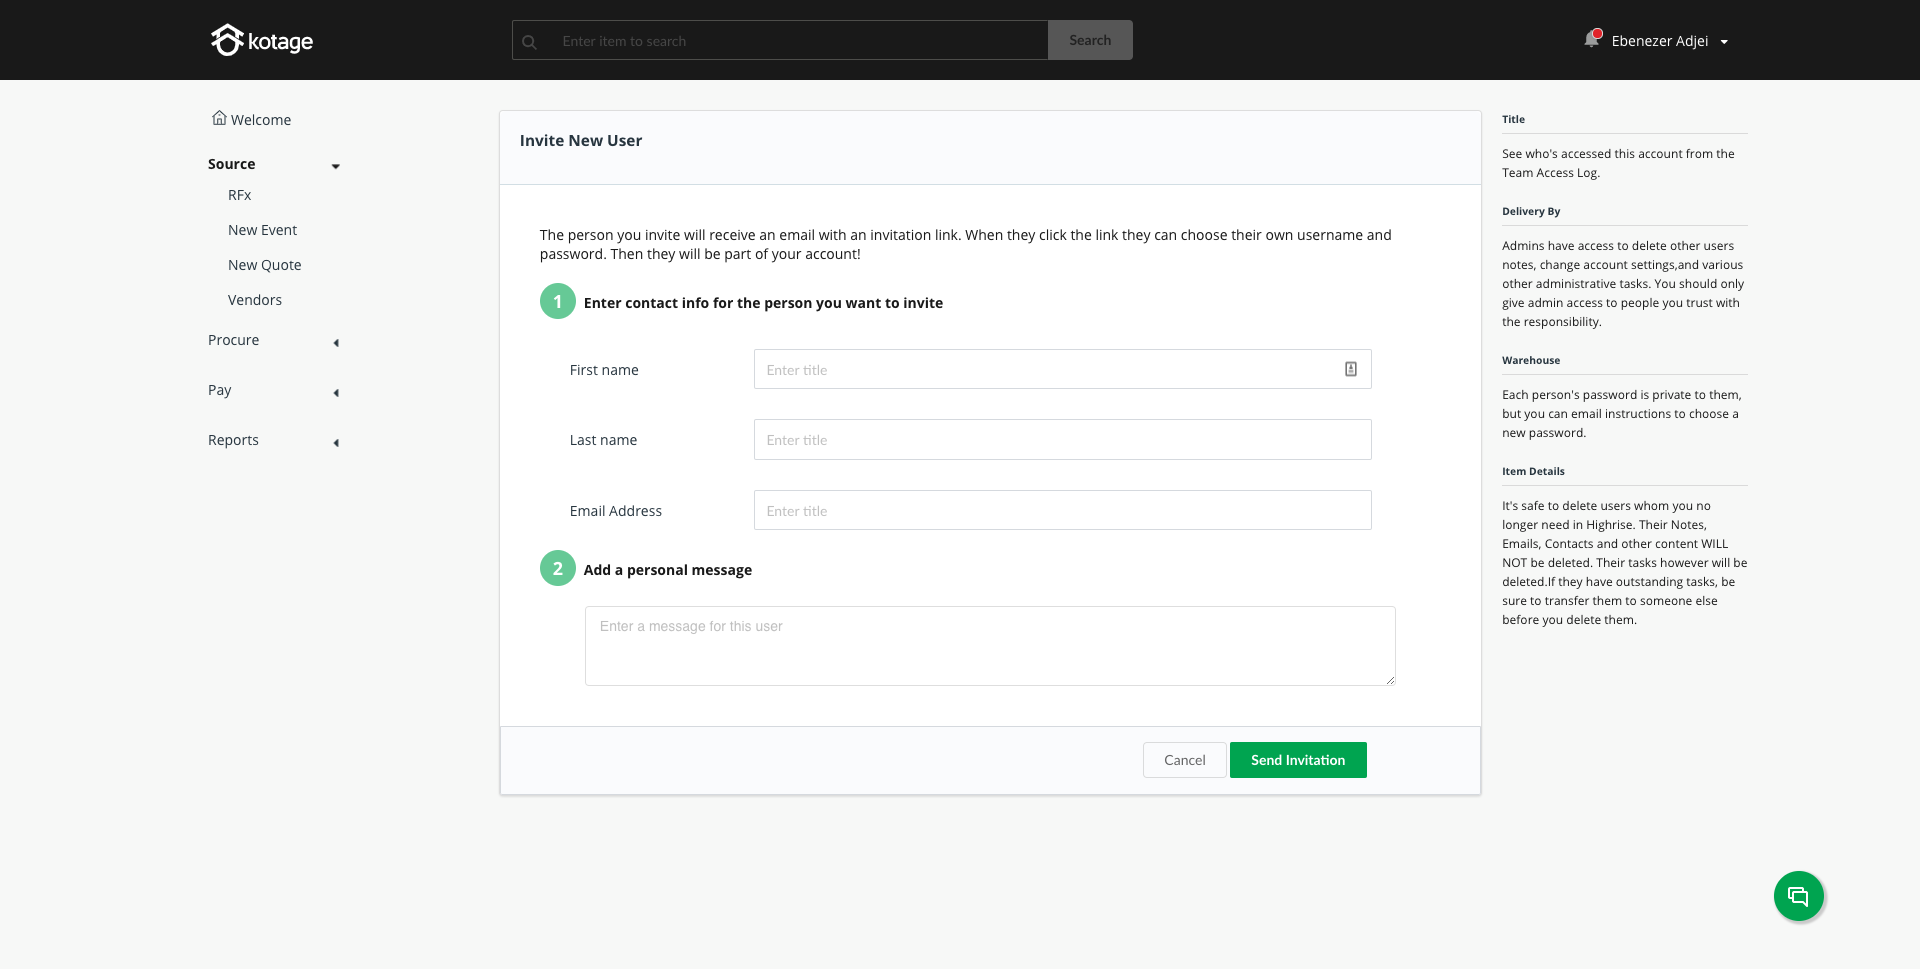 kotage
Enter item to search
Search
Ebenezer Adjei
Welcome
Source
RFx
New Event
New Quote
Vendors
Procure
Pay
Reports
Invite New User
The person you invite will receive an email with an invitation link. When they click the link they can choose their own username and
password. Then they will be part of your account!
1 Enter contact info for the person you want to invite
First name
Enter title
Last name
Enter title
Email Address
Enter title
2 Add a personal message
Enter a message for this user
Cancel
Send Invitation
Title
See who's accessed this account from the
Team Access Log.
Delivery By
Admins have access to delete other users
notes, change account settings,and various
other administrative tasks. You should only
give admin access to people you trust with
the responsibility.
Warehouse
Each person's password is private to them,
but you can email instructions to choose a
new password.
Item Details
It's safe to delete users whom you no
longer need in Highrise. Their Notes,
Emails, Contacts and other content WILL
NOT be deleted. Their tasks however will be
deleted.If they have outstanding tasks, be
sure to transfer them to someone else
before you delete them.